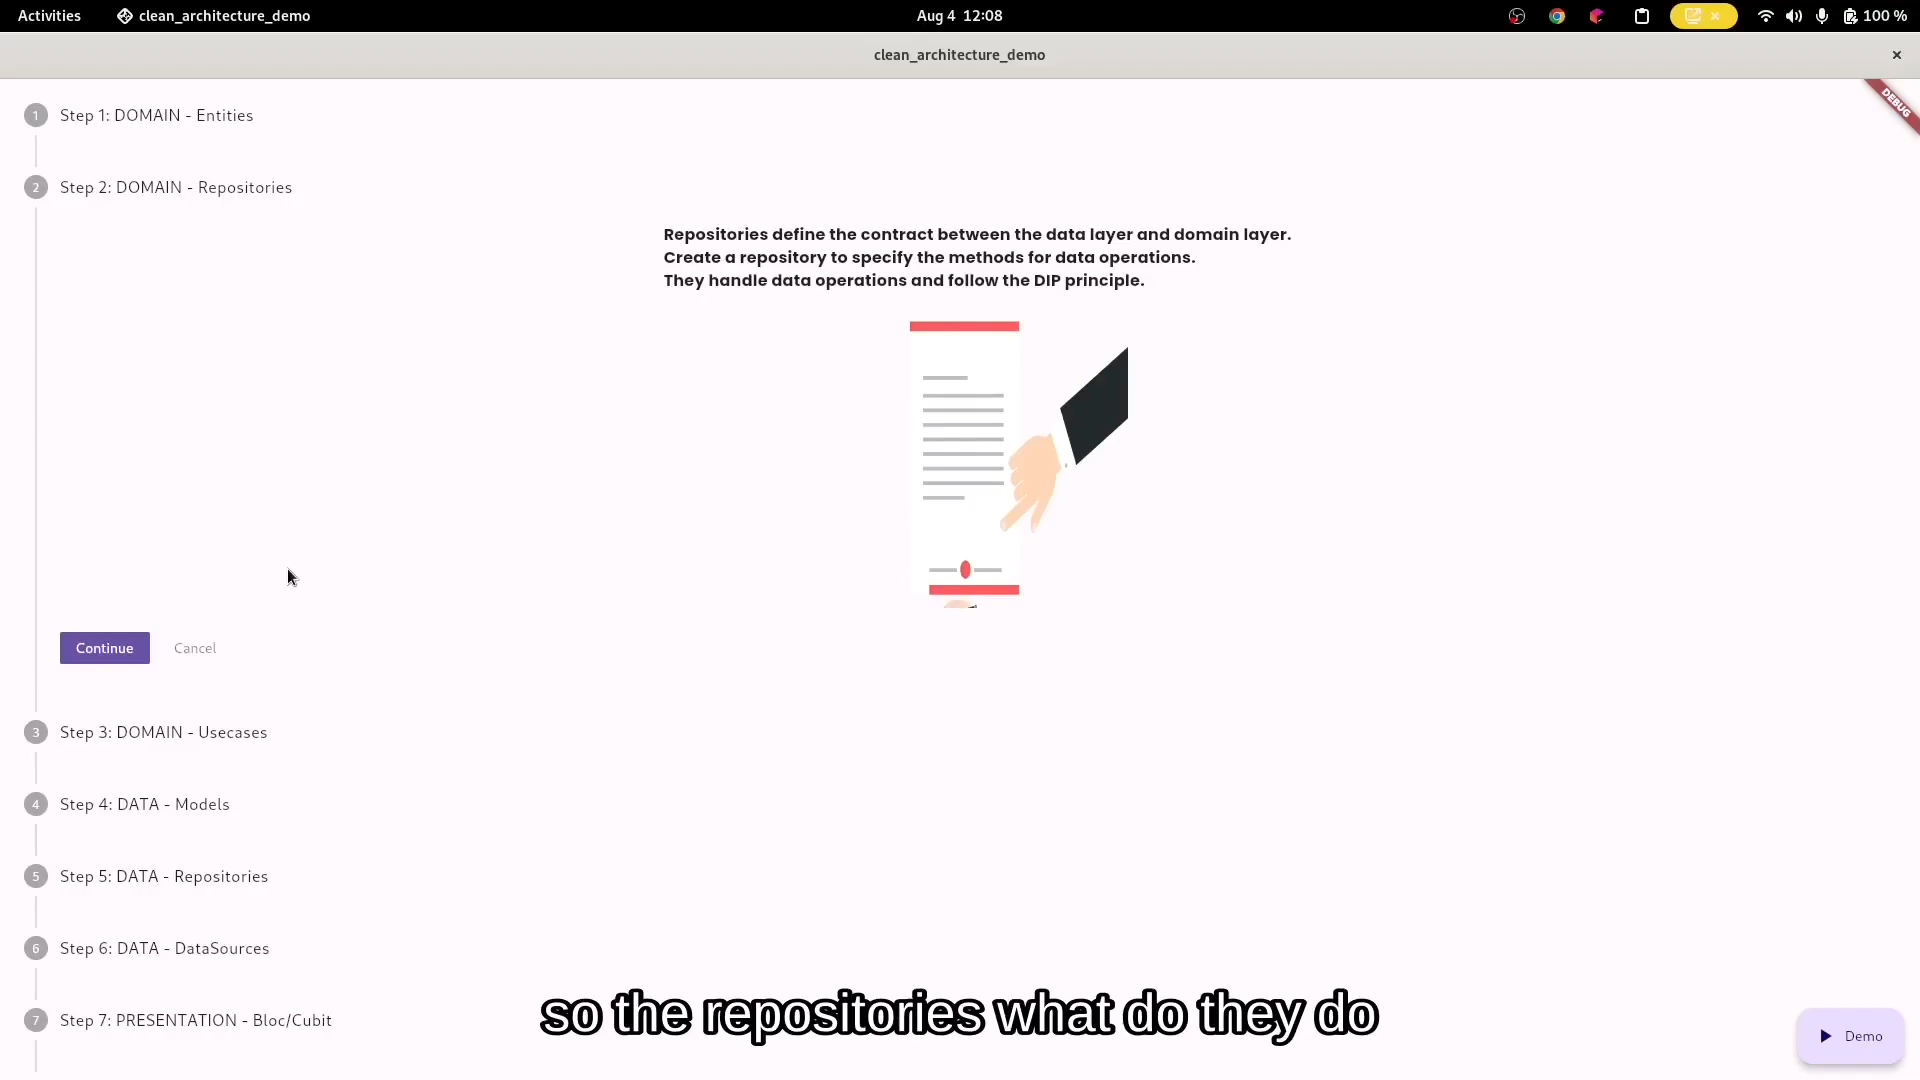 Activities
clean_architecture_demo
Aug 4 12:08
100 %
clean_architecture_demo
DEBUG
1 Step 1: DOMAIN - Entities
2 Step 2: DOMAIN - Repositories
Repositories define the contract between the data layer and domain layer.
Create a repository to specify the methods for data operations.
They handle data operations and follow the DIP principle.
Continue
Cancel
3 Step 3: DOMAIN - Usecases
4 Step 4: DATA - Models
5 Step 5: DATA - Repositories
6 Step 6: DATA - DataSources
7 Step 7: PRESENTATION - Bloc/Cubit
so the repositories what do they do
Demo